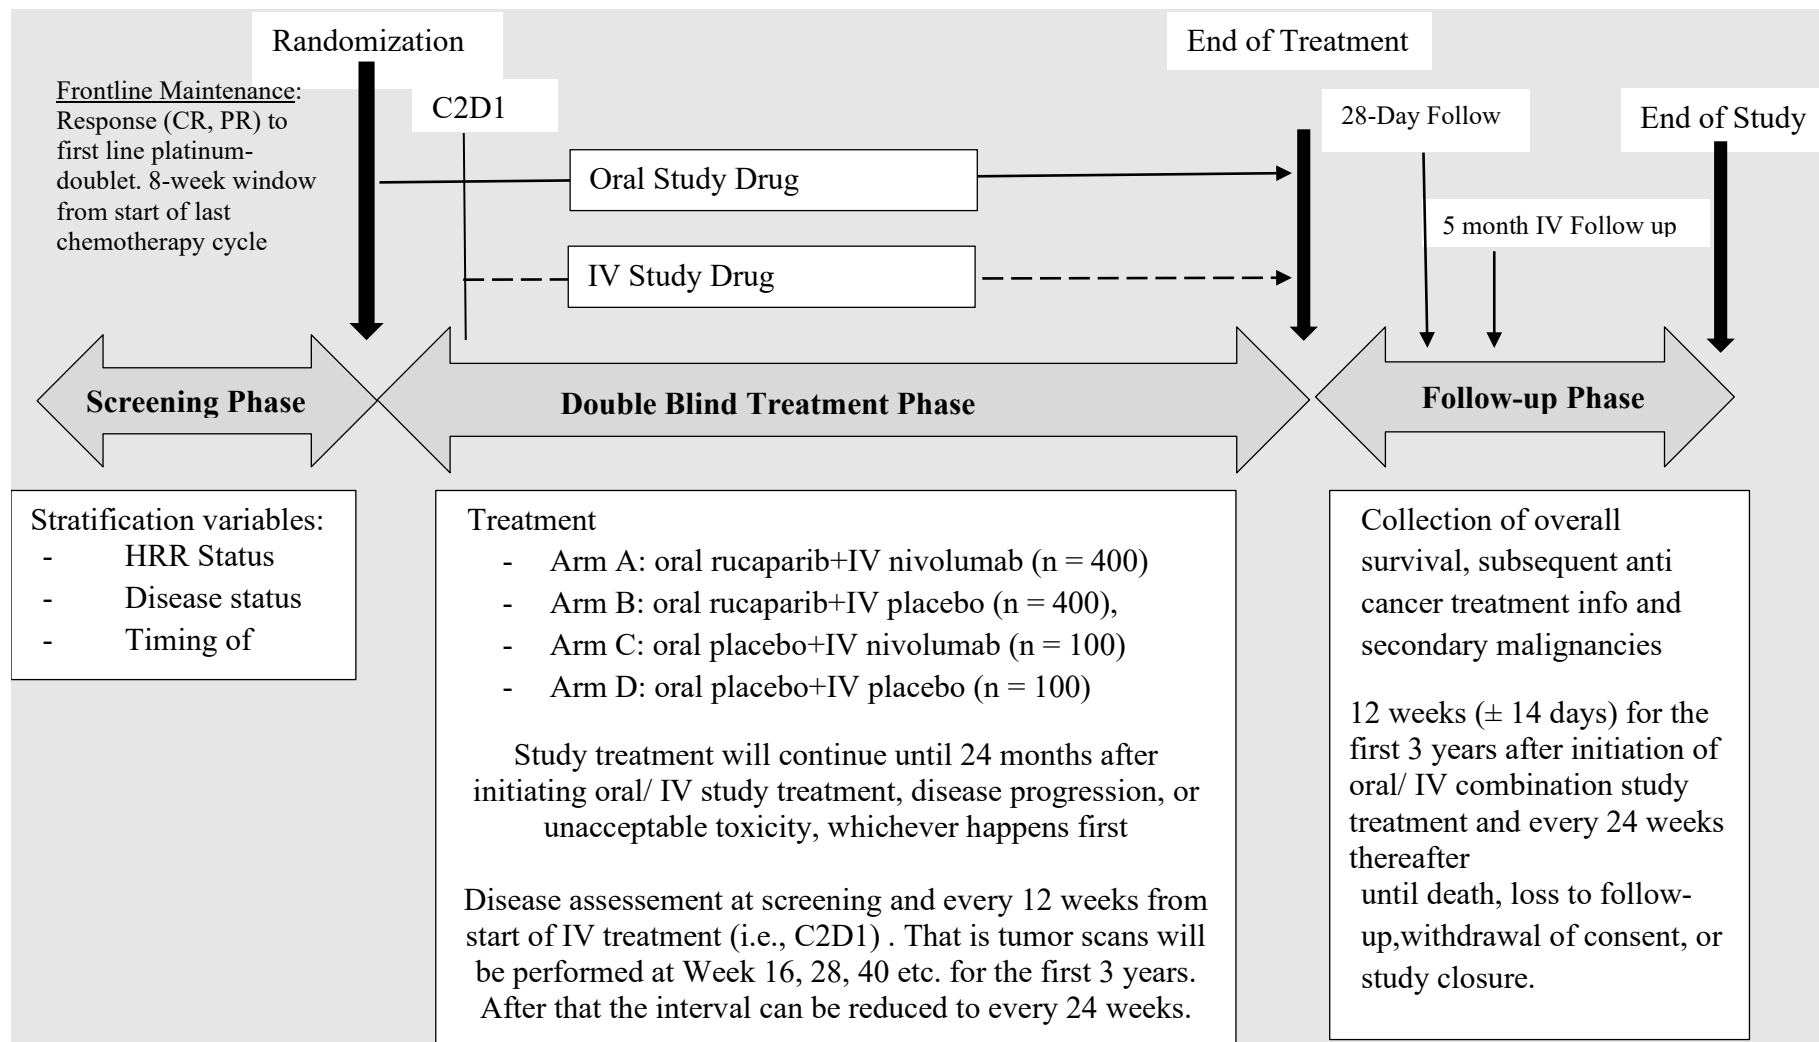 Randomization
End of Treatment
Frontline Maintenance:
Response (CR, PR) to
first line platinum-
doublet. 8-week window
from start of last
chemotherapy cycle
C2D1
28-Day Follow
End of Study
Oral Study Drug
5 month IV Follow up
IV Study Drug
Screening Phase
Double Blind Treatment Phase
Follow-up Phase
Stratification variables:
- HRR Status
- Disease status
- Timing of
Treatment
- Arm A: oral rucaparib+IV nivolumab (n = 400)
- Arm B: oral rucaparib+IV placebo (n = 400),
- Arm C: oral placebo+IV nivolumab (n = 100)
- Arm D: oral placebo+IV placebo (n = 100)
Study treatment will continue until 24 months after
initiating oral/ IV study treatment, disease progression, or
unacceptable toxicity, whichever happens first
Disease assessement at screening and every 12 weeks from
start of IV treatment (i.e., C2D1) . That is tumor scans will
be performed at Week 16, 28, 40 etc. for the first 3 years.
After that the interval can be reduced to every 24 weeks.
Collection of overall
survival, subsequent anti
cancer treatment info and
secondary malignancies
12 weeks (± 14 days) for the
first 3 years after initiation of
oral/ IV combination study
treatment and every 24 weeks
thereafter
until death, loss to follow-
up,withdrawal of consent, or
study closure.